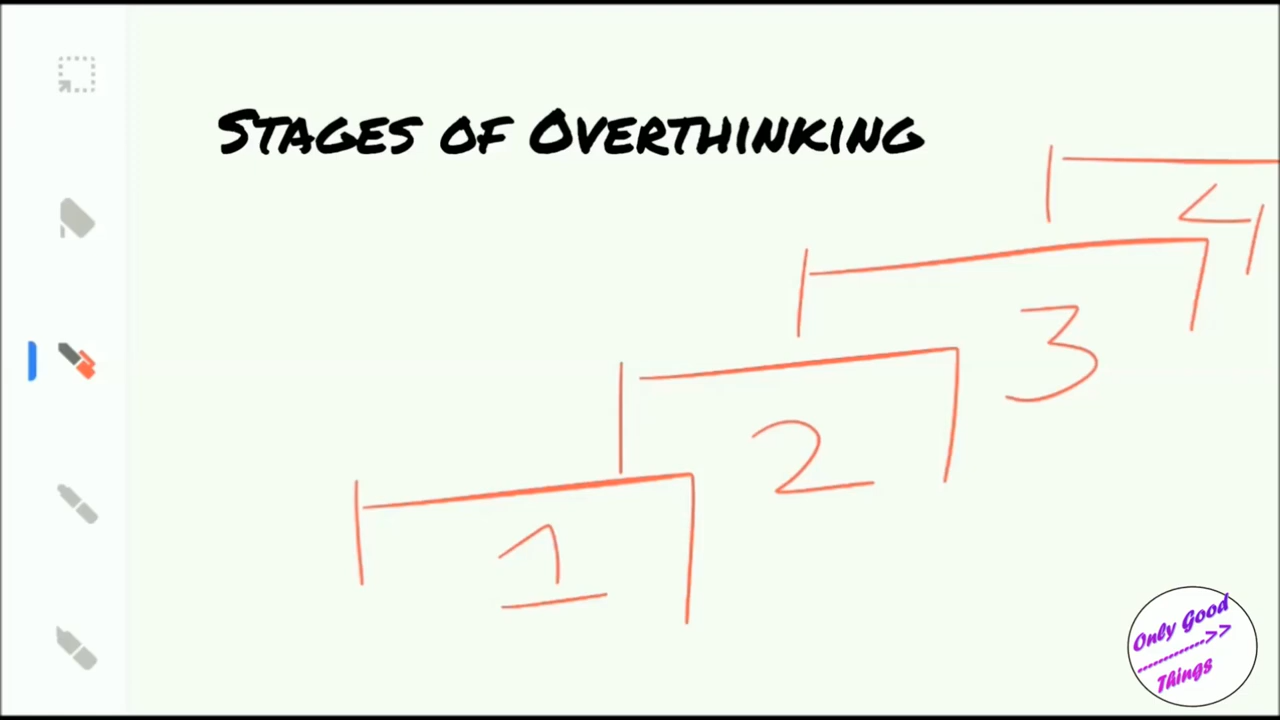 Stages of Overthinking
4
3
2
1
Only Good
------------>>
Things